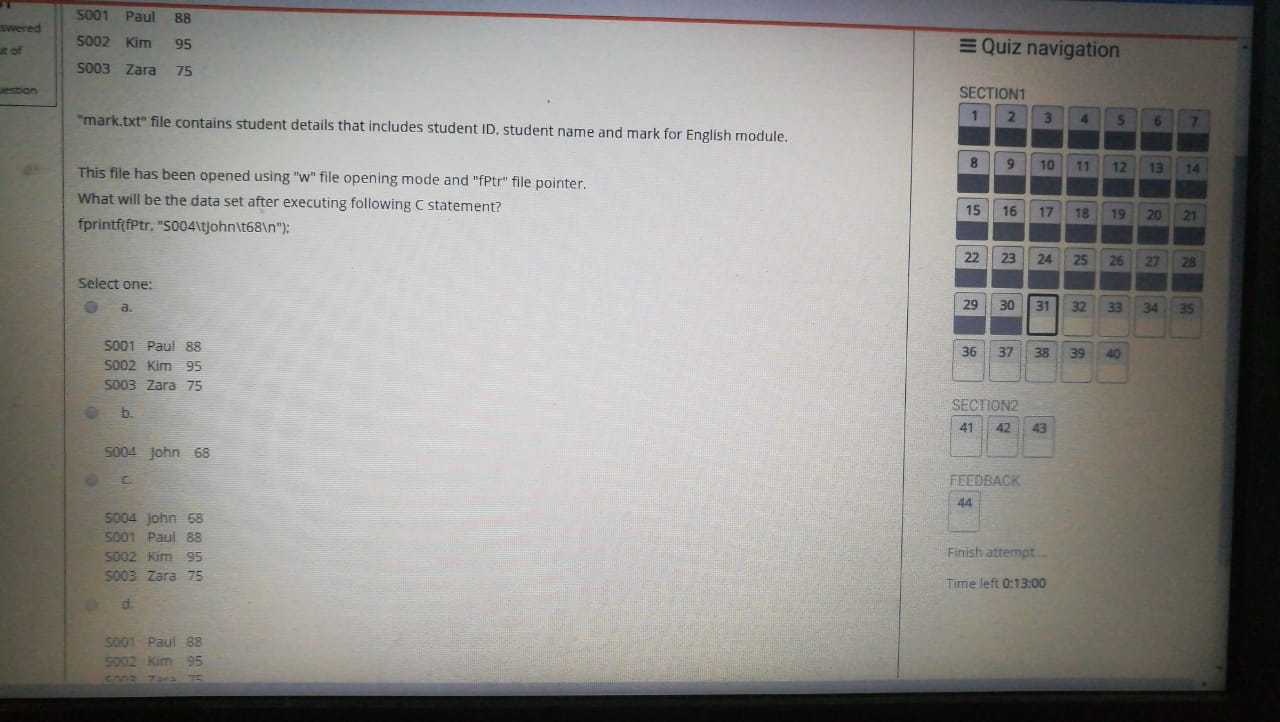 swered
uestion
S001 Paul 88
S002 Kim 95
S003 Zara 75
"mark.txt" file contains student details that includes student ID, student name and mark for English module.
This file has been opened using "w" file opening mode and "fPtr" file pointer.
What will be the data set after executing following C statement?
fprintf(fPtr, "S004\tJohn\t68\n");
Select one:
a.
S001 Paul 88
S002 Kim 95
S003 Zara 75
b.
S004 John 68
c.
S004 John 68
S001 Paul 88
S002 Kim 95
S003 Zara 75
d.
S001 Paul 88
S002 Kim 95
S003 Zara 75
Quiz navigation
SECTION1
1 2 3 4 5 6 7
8 9 10 11 12 13 14
15 16 17 18 19 20 21
22 23 24 25 26 27 28
29 30 31 32 33 34 35
36 37 38 39 40
SECTION2
41 42 43
FEEDBACK
44
Finish attempt ...
Time left 0:13:00